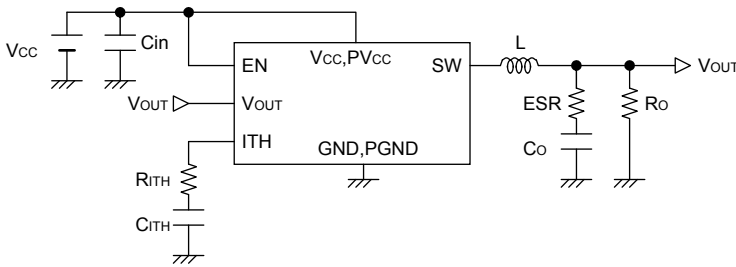 VCC
Cin
EN
VCC,PVCC
SW
L
VOUT
VOUT
VOUT
ITH
GND,PGND
ESR
RO
CO
RITH
CITH